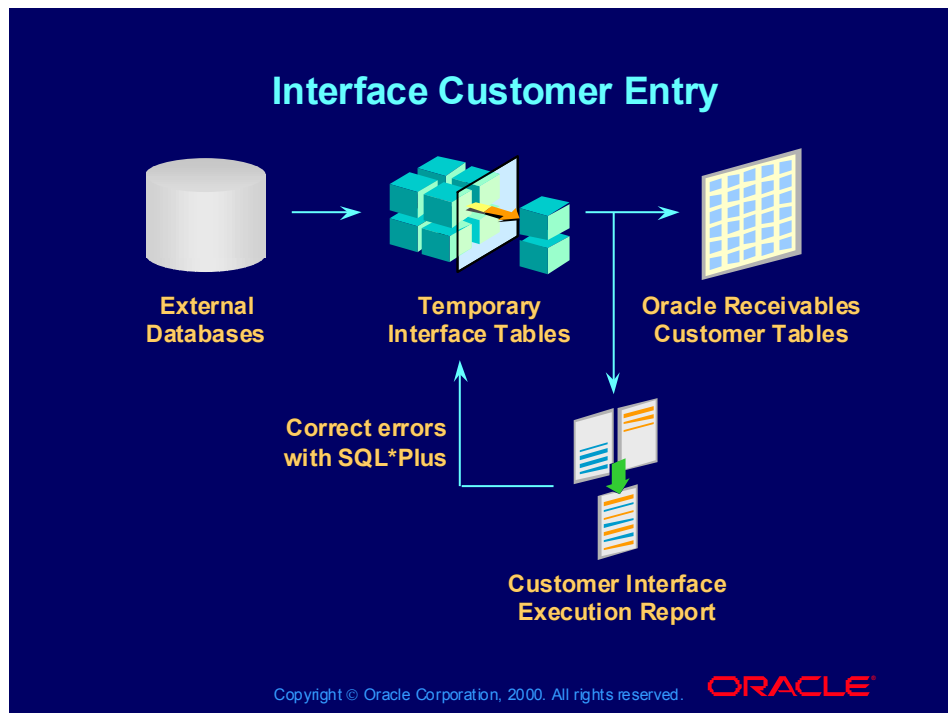 Interface Customer Entry
External
Databases
Temporary
Interface Tables
Oracle Receivables
Customer Tables
Correct errors
with SQL*Plus
Customer Interface
Execution Report
Copyright © Oracle Corporation, 2000. All rights reserved.
ORACLE®